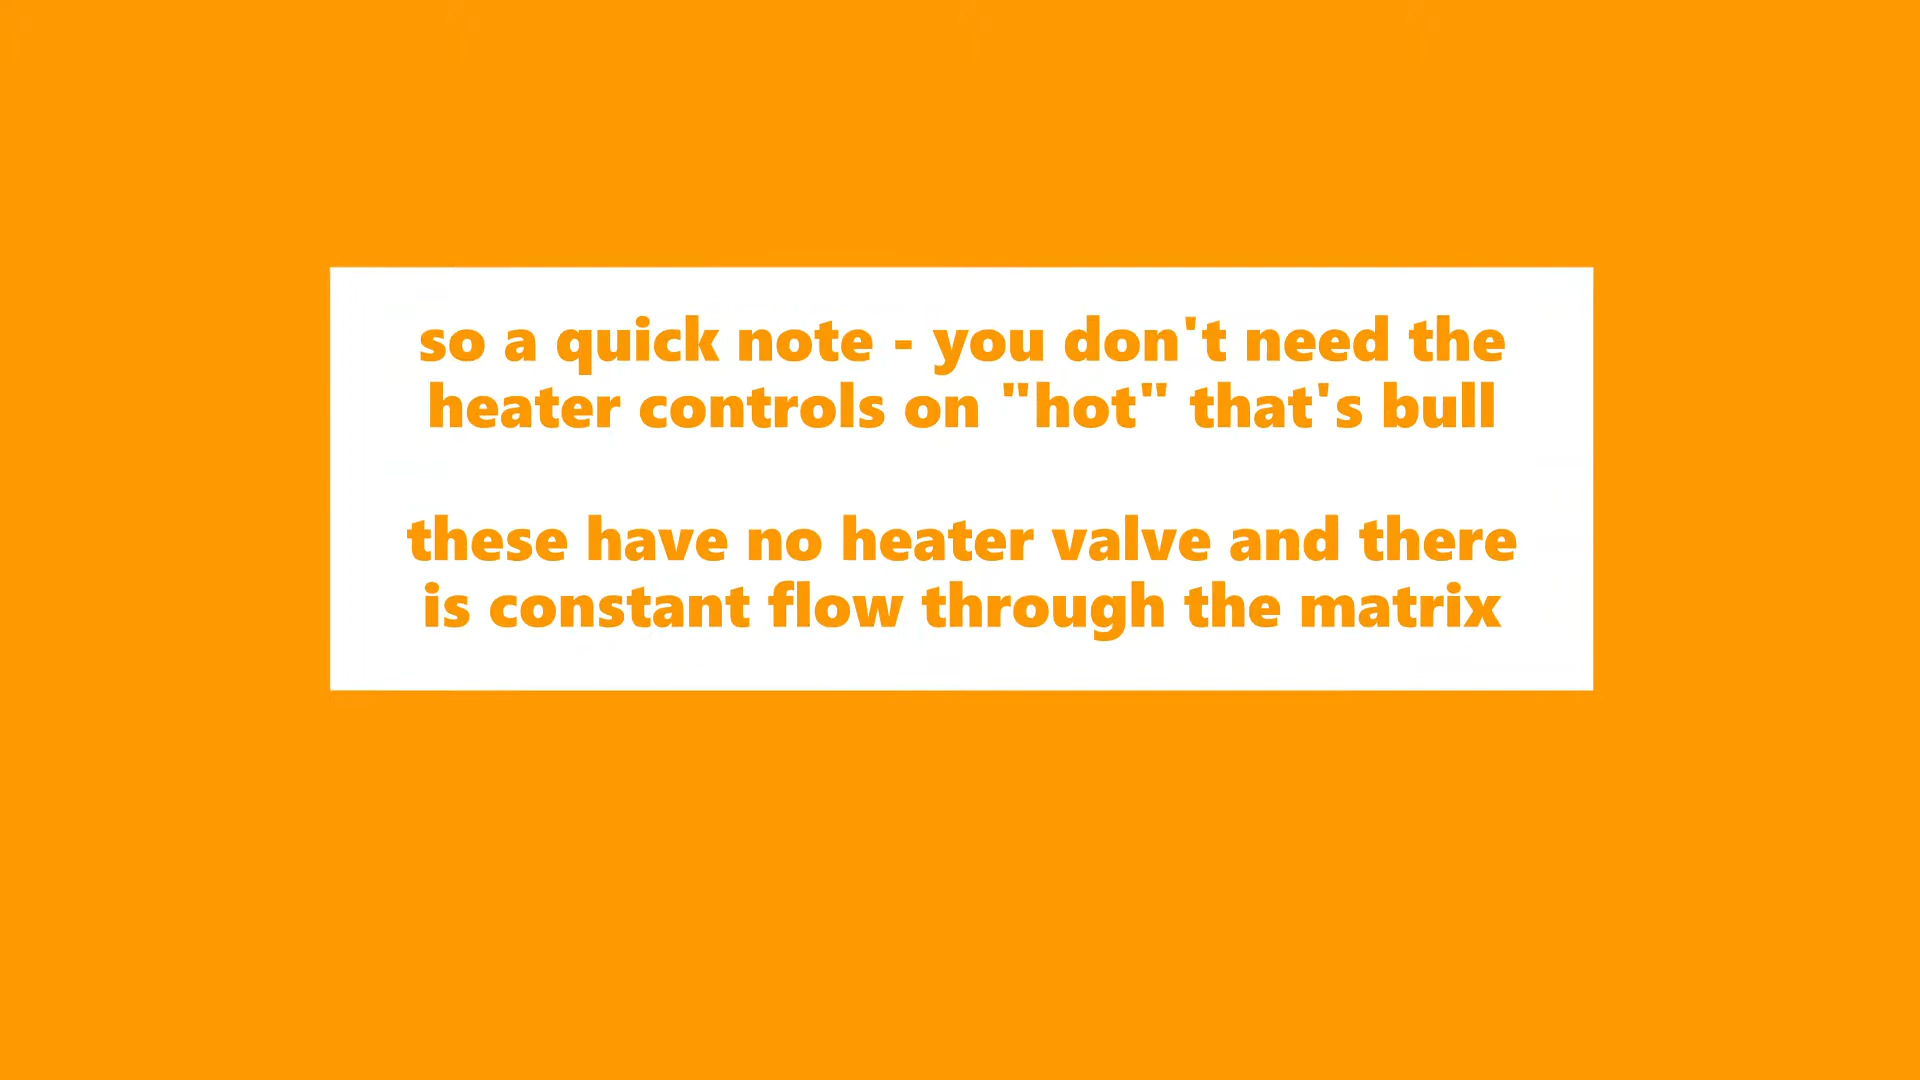 so a quick note - you don't need the
heater controls on "hot" that's bull
these have no heater valve and there
is constant flow through the matrix